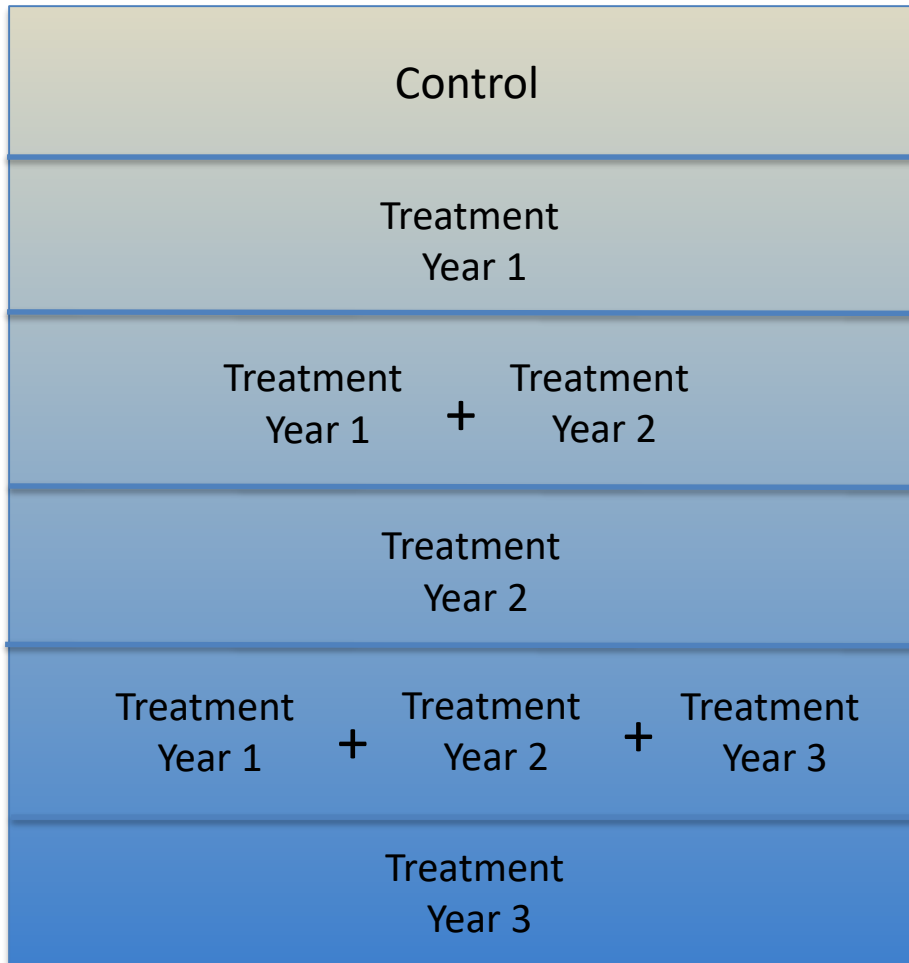 Control
Treatment
Year 1
Treatment Treatment
Year 1 + Year 2
Treatment
Year 2
Treatment Treatment Treatment
Year 1 + Year 2 + Year 3
Treatment
Year 3